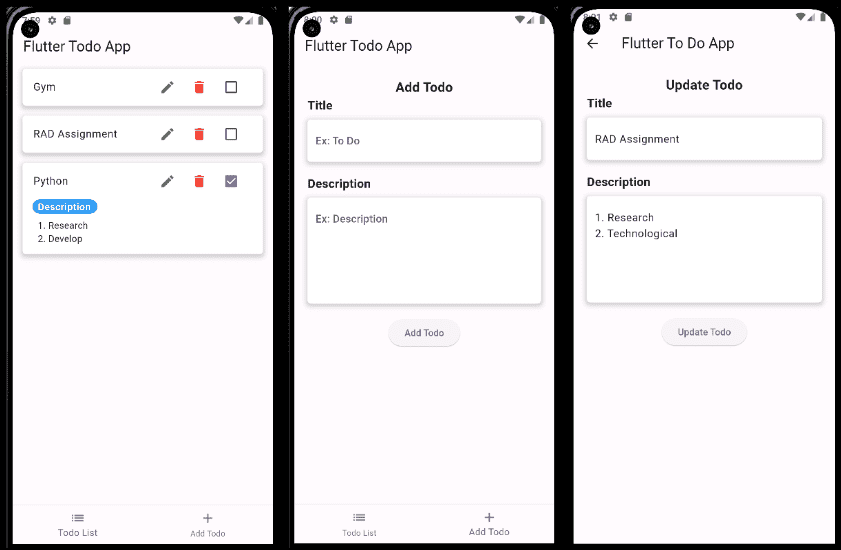 7:59
Flutter Todo App
Gym
RAD Assignment
Python
Description
1. Research
2. Develop
Todo List
Add Todo
8:00
Flutter Todo App
Add Todo
Title
Ex: To Do
Description
Ex: Description
Add Todo
Todo List
Add Todo
8:01
Flutter To Do App
Update Todo
Title
RAD Assignment
Description
1. Research
2. Technological
Update Todo